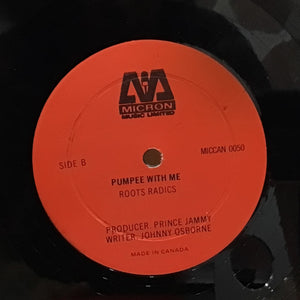 MICRON
MUSIC LIMITED
SIDE B
MICCAN 0050
PUMPEE WITH ME
ROOTS RADICS
PRODUCER. PRINCE JAMMY
WRITER: JOHNNY OSBORNE
MADE IN CANADA